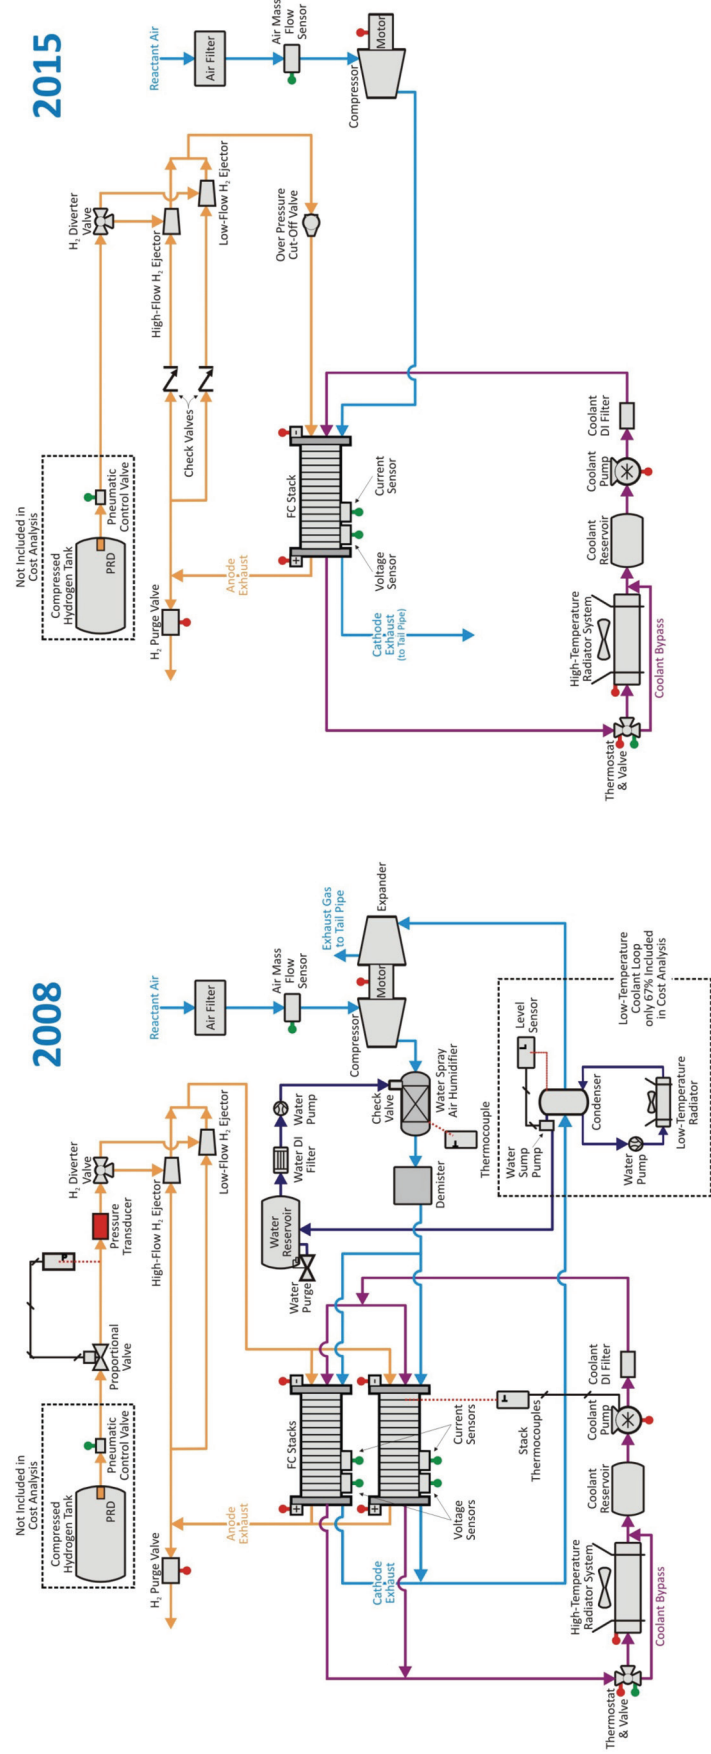 2008
Not Included in
Cost Analysis
Compressed
Hydrogen Tank
PRD
Pneumatic
Control Valve
Proportional
Valve
Pressure
Transducer
H₂ Diverter
Valve
H₂ Purge Valve
High-Flow H₂ Ejector
Low-Flow H₂ Ejector
Reactant Air
Air Filter
Air Mass
Flow
Sensor
Anode
Exhaust
Water
Reservoir
Water
Purge
Water DI
Filter
Water
Pump
Check
Valve
Compressor
Motor
Expander
Exhaust Gas
to Tail Pipe
Water Spray
Air Humidifier
Demister
Thermocouple
FC Stacks
+
-
+
-
Voltage
Sensors
Current
Sensors
Cathode
Exhaust
Stack
Thermocouples
Water
Sump
Pump
Level
Sensor
Condenser
Water
Pump
Low-Temperature
Radiator
Low-Temperature
Coolant Loop
only 67% Included
in Cost Analysis
Thermostat
& Valve
High-Temperature
Radiator System
Coolant
Reservoir
Coolant
Pump
Coolant
DI Filter
Coolant Bypass
2015
Not Included in
Cost Analysis
Compressed
Hydrogen Tank
PRD
Pneumatic
Control Valve
H₂ Diverter
Valve
H₂ Purge Valve
Check Valves
High-Flow H₂ Ejector
Low-Flow H₂ Ejector
Reactant Air
Air Filter
Air Mass
Flow
Sensor
Anode
Exhaust
Over Pressure
Cut-Off Valve
Compressor
Motor
FC Stack
+
-
Voltage
Sensor
Current
Sensor
Cathode
Exhaust
(to Tail Pipe)
Thermostat
& Valve
High-Temperature
Radiator System
Coolant
Reservoir
Coolant
Pump
Coolant
DI Filter
Coolant Bypass